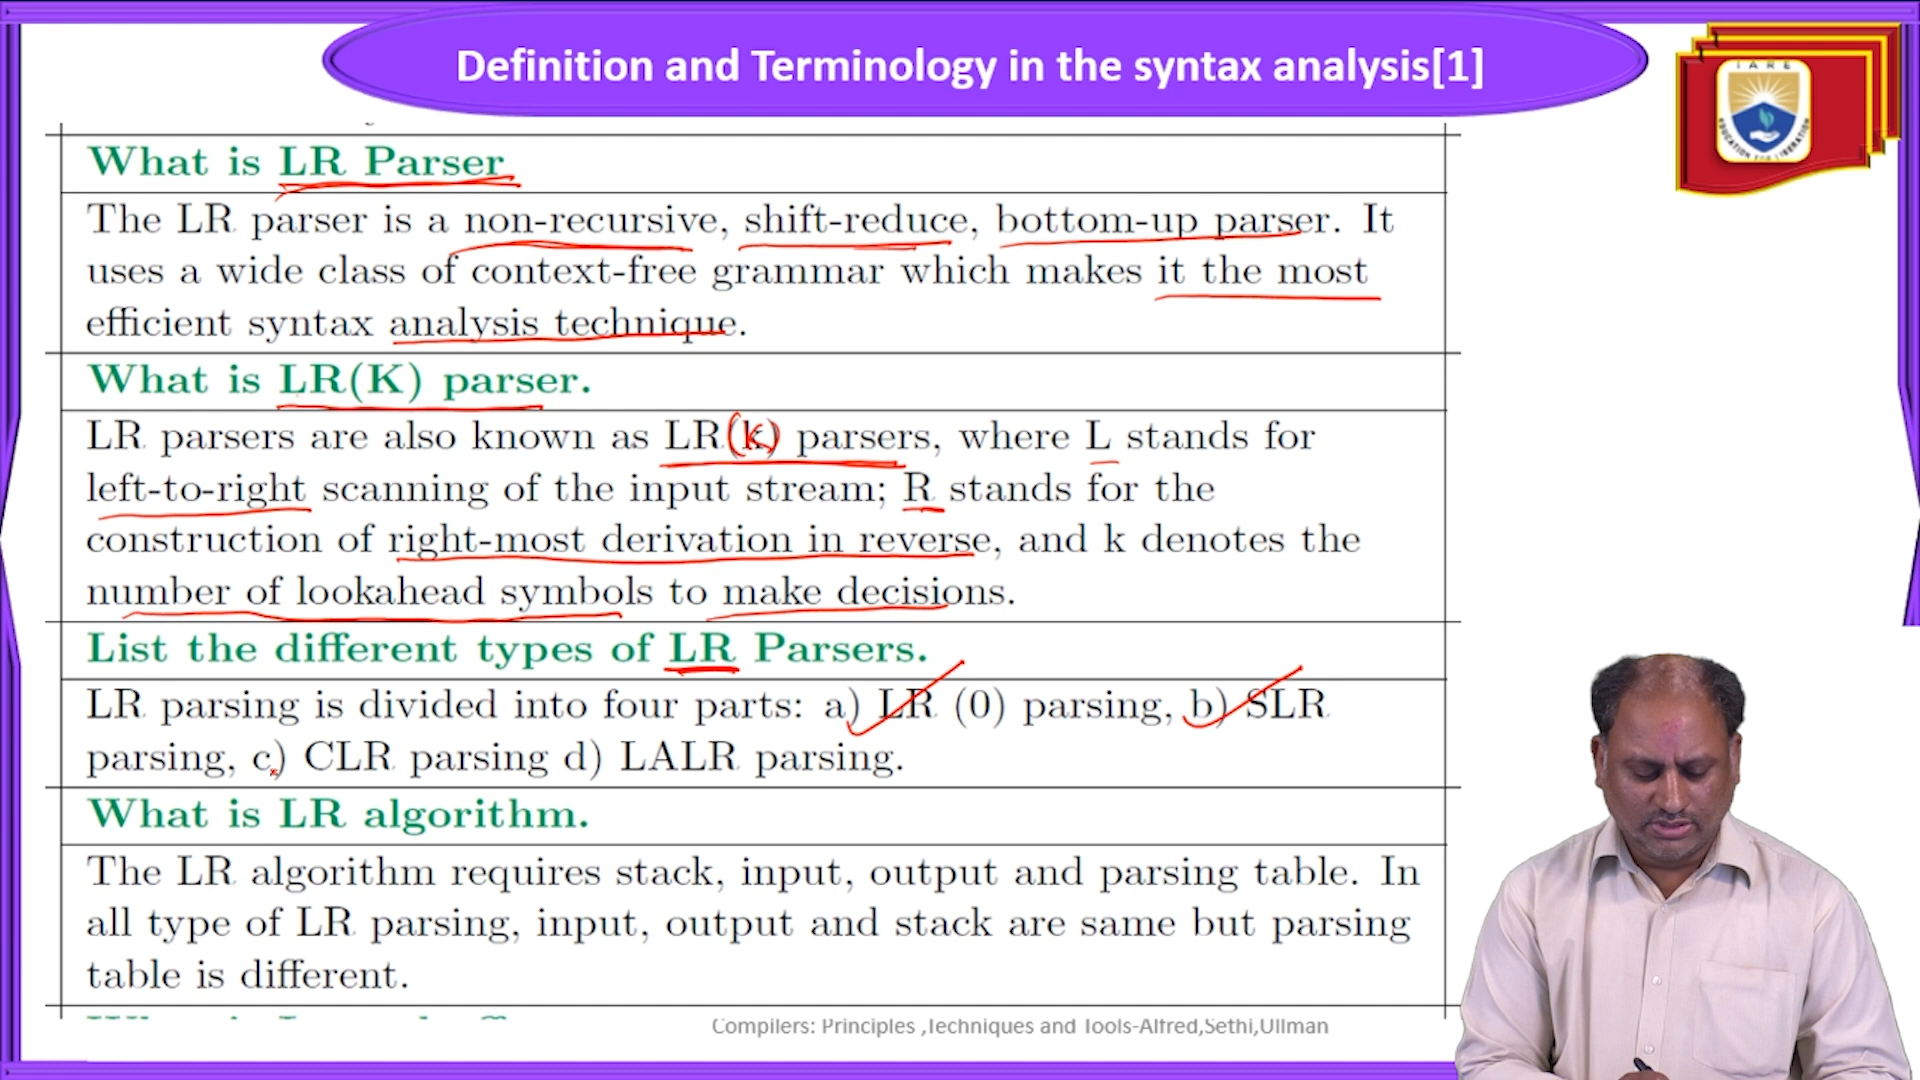 Definition and Terminology in the syntax analysis[1]
IARE
EDUCATION FOR LIBERATION
What is LR Parser
The LR parser is a non-recursive, shift-reduce, bottom-up parser. It
uses a wide class of context-free grammar which makes it the most
efficient syntax analysis technique.
What is LR(K) parser.
LR parsers are also known as LR(k) parsers, where L stands for
left-to-right scanning of the input stream; R stands for the
construction of right-most derivation in reverse, and k denotes the
number of lookahead symbols to make decisions.
List the different types of LR Parsers.
LR parsing is divided into four parts: a) LR (0) parsing, b) SLR
parsing, c) CLR parsing d) LALR parsing.
What is LR algorithm.
The LR algorithm requires stack, input, output and parsing table. In
all type of LR parsing, input, output and stack are same but parsing
table is different.
Compilers: Principles ,Techniques and Tools-Alfred,Sethi,Ullman